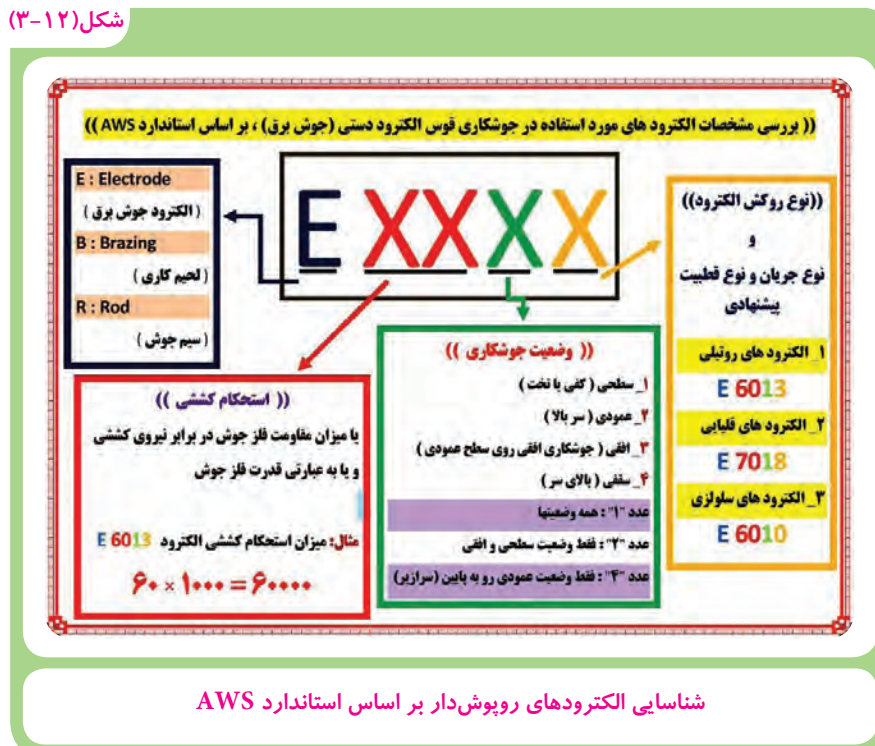 شکل(۱۲-۳)
(( بررسی مشخصات الکترود های مورد استفاده در جوشکاری قوس الکترود دستی (جوش برق) ، بر اساس استاندارد AWS ))
E XX X X
E : Electrode
( الکترود جوش برق )
B : Brazing
( لحیم کاری )
R : Rod
( سیم جوش )
((نوع روکش الکترود))
و
نوع جریان و نوع قطبیت
پیشنهادی
۱_ الکترود های روتیلی
E 6013
۲_ الکترود های قلیایی
E 7018
۳_ الکترود های سلولزی
E 6010
(( وضعیت جوشکاری ))
۱_ سطحی ( کفی یا تخت )
۲_ عمودی ( سر بالا )
۳_ افقی ( جوشکاری افقی روی سطح عمودی )
۴_ سقفی ( بالای سر )
عدد "۱" : همه وضعیتها
عدد "۲" : فقط وضعیت سطحی و افقی
عدد "۴" : فقط وضعیت عمودی رو به پایین (سرازیر)
(( استحکام کششی ))
یا میزان مقاومت فلز جوش در برابر نیروی کششی
و یا به عبارتی قدرت فلز جوش
مثال: میزان استحکام کششی الکترود E 6013
۶۰ × ۱۰۰۰ = ۶۰۰۰۰
شناسایی الکترودهای روپوش‌دار بر اساس استاندارد AWS